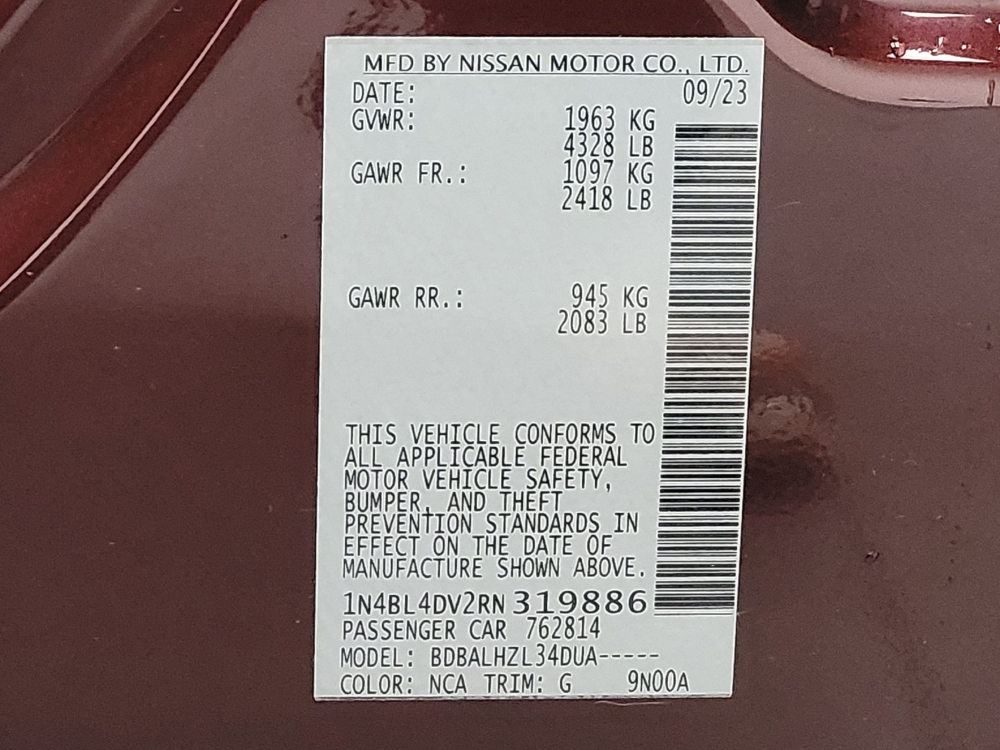 MFD BY NISSAN MOTOR CO., LTD.
DATE: 09/23
GVWR: 1963 KG
4328 LB
GAWR FR.: 1097 KG
2418 LB
GAWR RR.: 945 KG
2083 LB
THIS VEHICLE CONFORMS TO
ALL APPLICABLE FEDERAL
MOTOR VEHICLE SAFETY,
BUMPER, AND THEFT
PREVENTION STANDARDS IN
EFFECT ON THE DATE OF
MANUFACTURE SHOWN ABOVE.
1N4BL4DV2RN319886
PASSENGER CAR 762814
MODEL: BDBALHZL34DUA-----
COLOR: NCA TRIM: G 9N00A